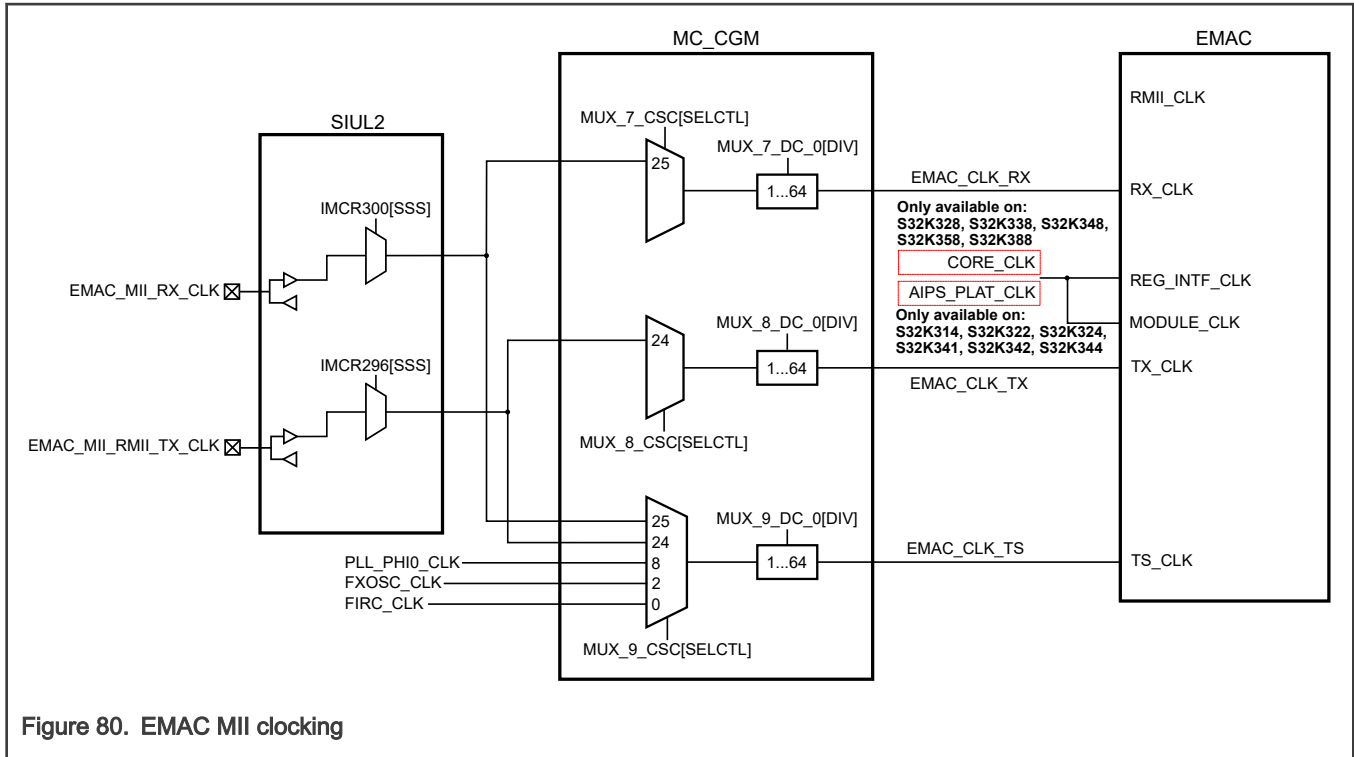 MC_CGM
EMAC
SIUL2
RMII_CLK
MUX_7_CSC[SELCTL]
MUX_7_DC_0[DIV]
25
1...64
EMAC_CLK_RX
RX_CLK
IMCR300[SSS]
EMAC_MII_RX_CLK
Only available on:
S32K328, S32K338, S32K348,
S32K358, S32K388
CORE_CLK
AIPS_PLAT_CLK
Only available on:
S32K314, S32K322, S32K324,
S32K341, S32K342, S32K344
REG_INTF_CLK
MODULE_CLK
MUX_8_DC_0[DIV]
24
1...64
TX_CLK
EMAC_CLK_TX
IMCR296[SSS]
MUX_8_CSC[SELCTL]
EMAC_MII_RMII_TX_CLK
MUX_9_DC_0[DIV]
25
24
8
2
0
1...64
EMAC_CLK_TS
TS_CLK
PLL_PHI0_CLK
FXOSC_CLK
FIRC_CLK
MUX_9_CSC[SELCTL]
Figure 80. EMAC MII clocking